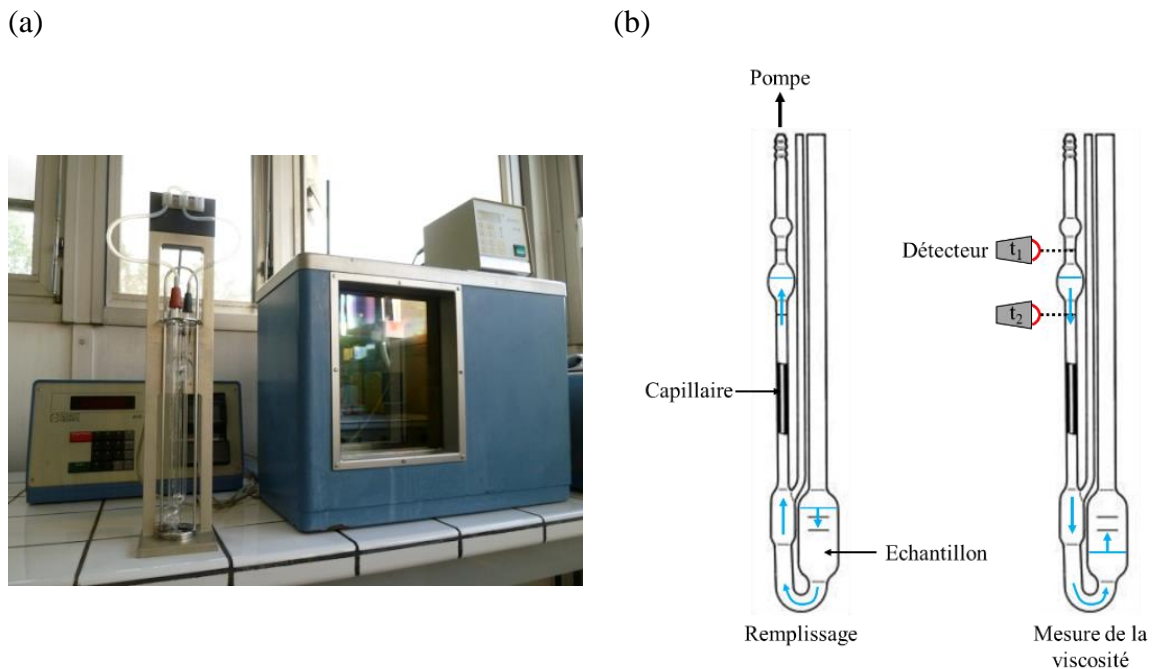 (a)
(b)
Pompe
Détecteur
t1
t2
Capillaire
Echantillon
Remplissage
Mesure de la
viscosité